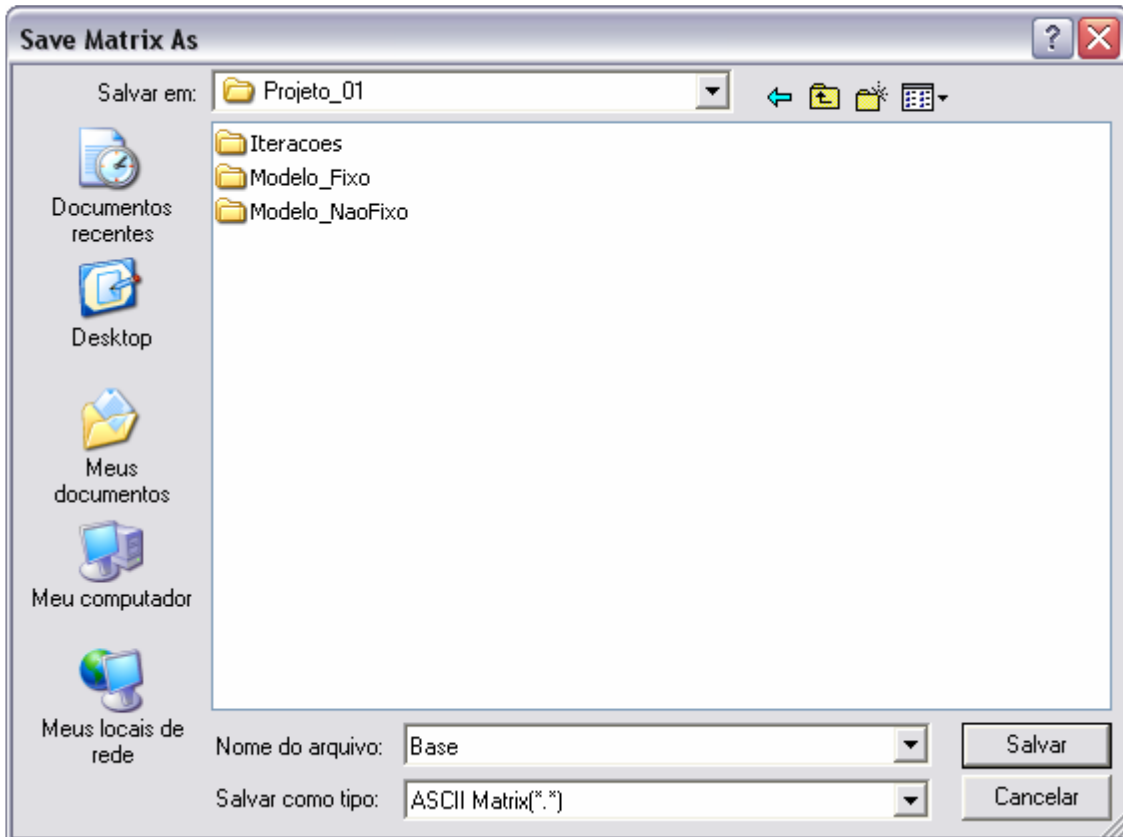 Save Matrix As
Salvar em:
Projeto_01
Iteracoes
Modelo_Fixo
Modelo_NaoFixo
Documentos
recentes
Desktop
Meus
documentos
Meu computador
Meus locais de
rede
Nome do arquivo:
Base
Salvar
Salvar como tipo:
ASCII Matrix(*.*)
Cancelar